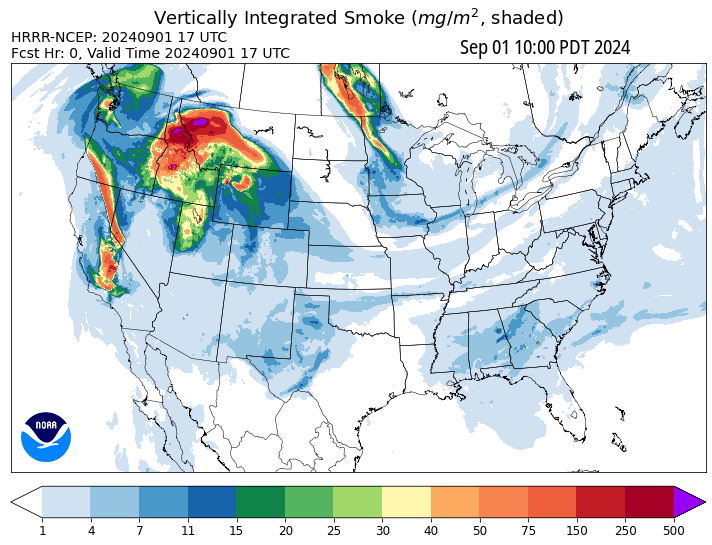 Vertically Integrated Smoke (mg/m², shaded)
HRRR-NCEP: 20240901 17 UTC
Fcst Hr: 0, Valid Time 20240901 17 UTC
Sep 01 10:00 PDT 2024
NOAA
1 4 7 11 15 20 25 30 40 50 75 150 250 500